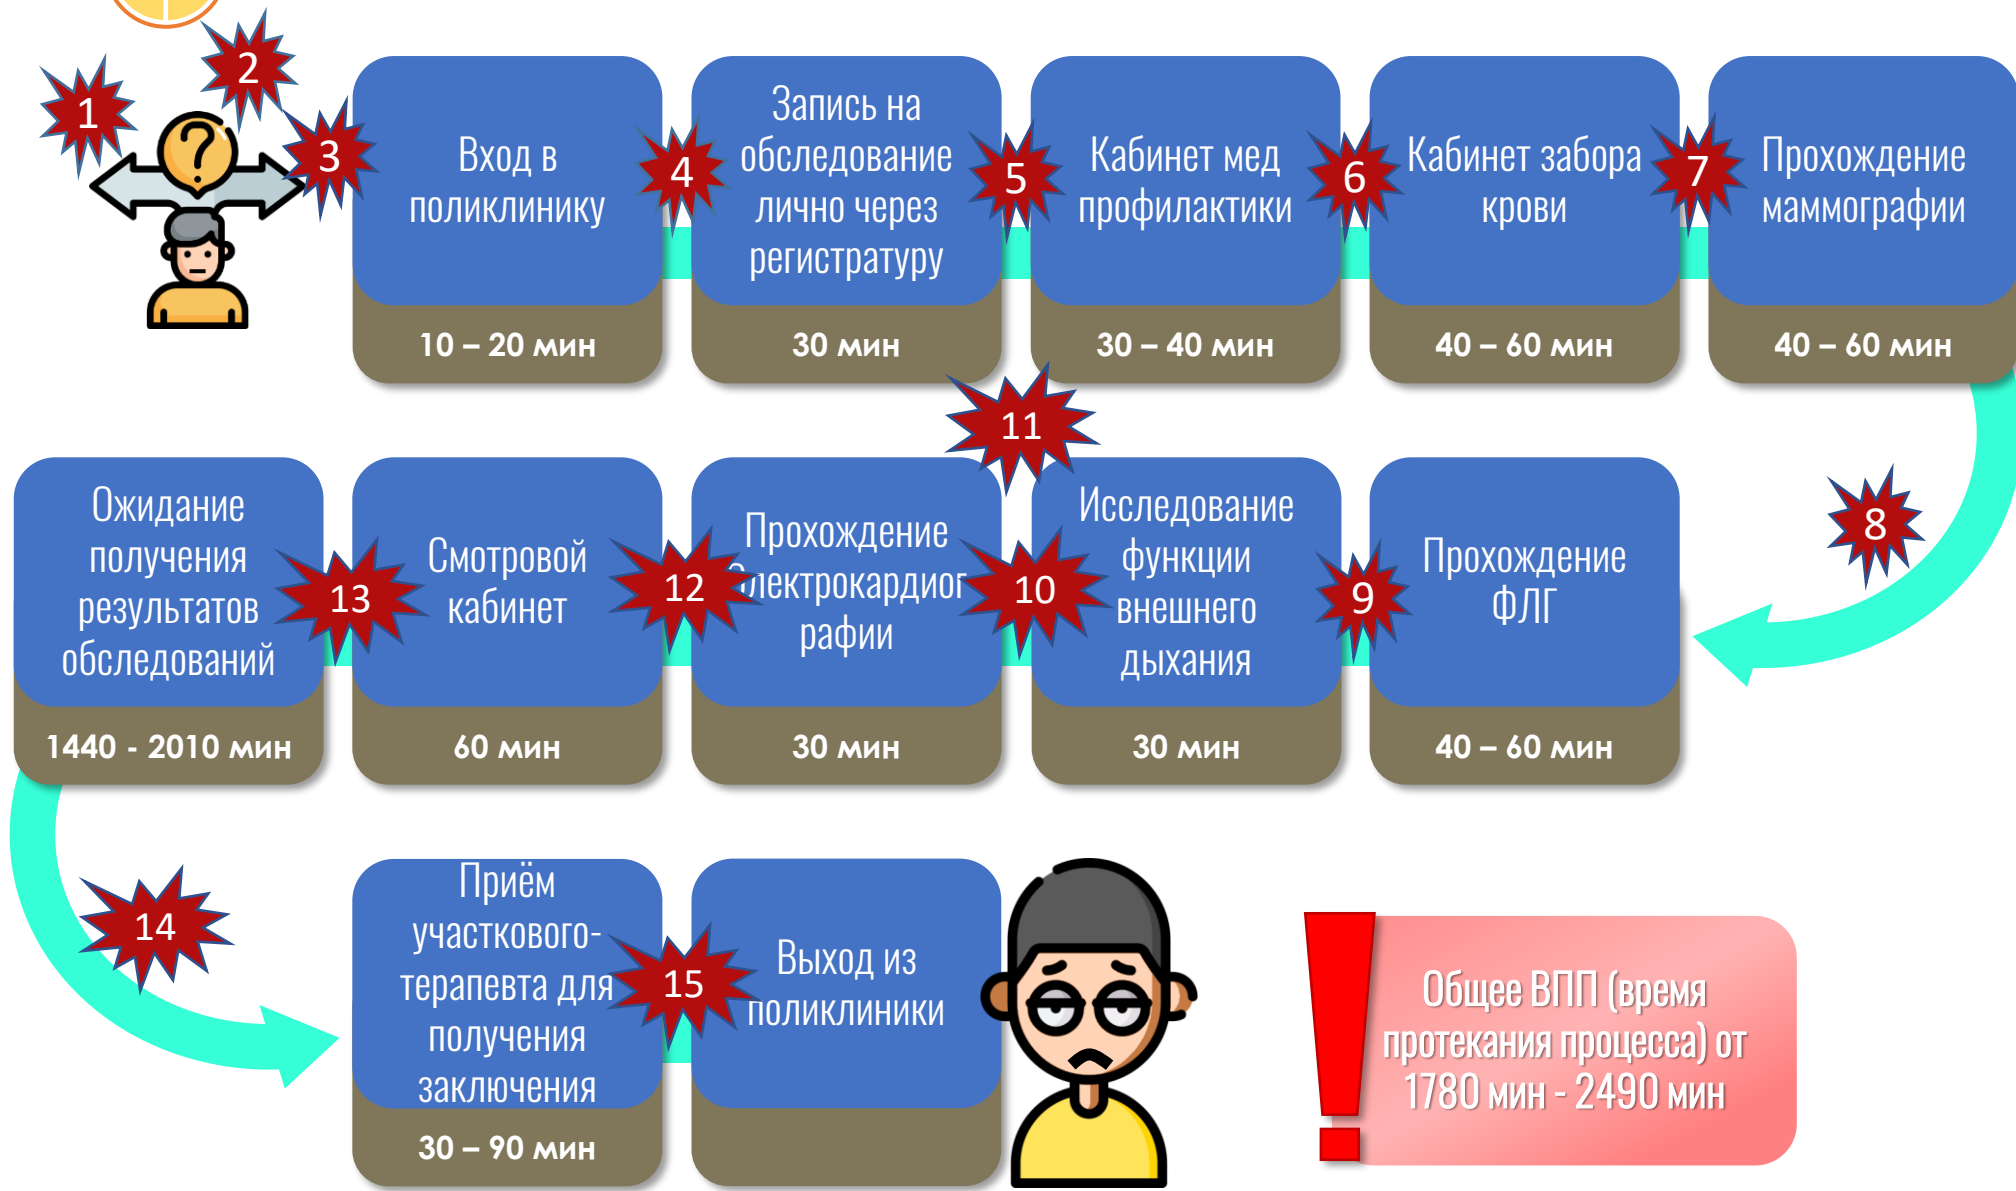 1
2
3
?
Вход в
поликлинику
10 – 20 мин
4
Запись на
обследование
лично через
регистратуру
30 мин
5
Кабинет мед
профилактики
30 – 40 мин
6
Кабинет забора
крови
40 – 60 мин
7
Прохождение
маммографии
40 – 60 мин
8
Прохождение
ФЛГ
40 – 60 мин
9
Исследование
функции
внешнего
дыхания
30 мин
10
11
Прохождение
электрокардиог
рафии
30 мин
12
Смотровой
кабинет
60 мин
13
Ожидание
получения
результатов
обследований
1440 - 2010 мин
14
Приём
участкового-
терапевта для
получения
заключения
30 – 90 мин
15
Выход из
поликлиники
!
Общее ВПП (время
протекания процесса) от
1780 мин - 2490 мин